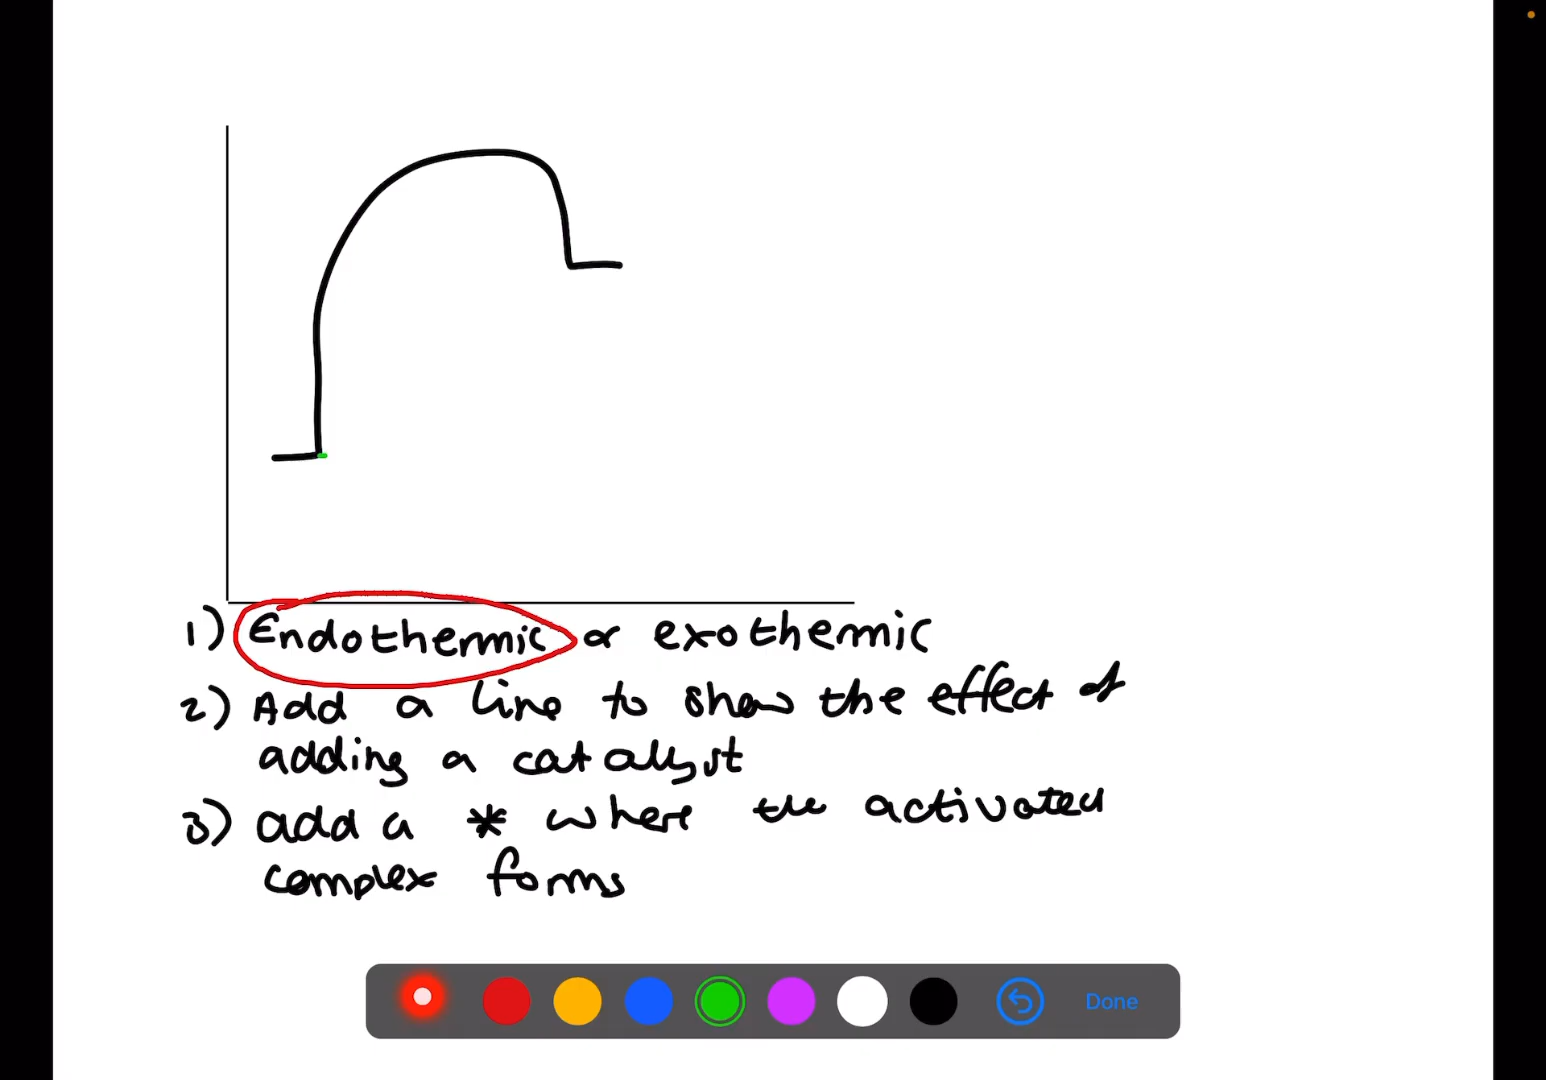 1) Endothermic or exothermic
2) Add a line to show the effect of
adding a catalyst
3) add a * where the activated
complex forms
Done